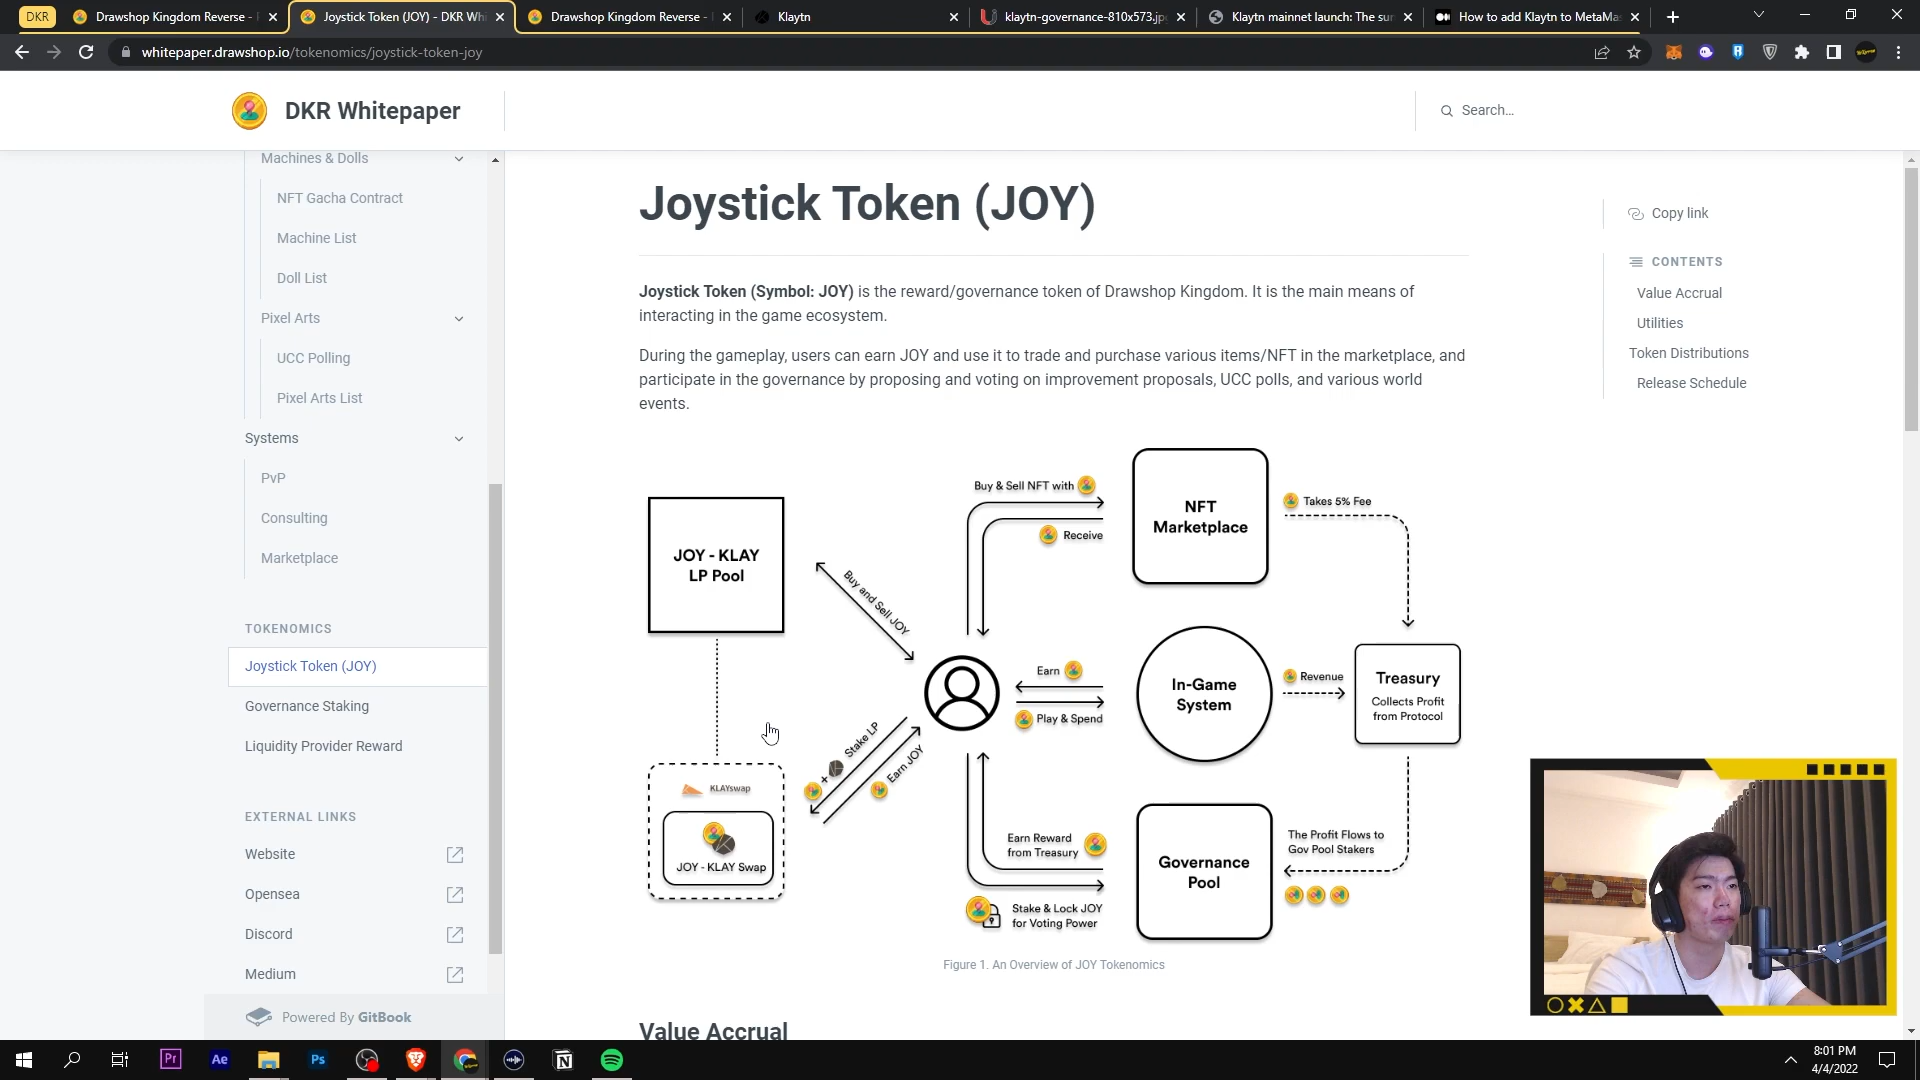 DKR
Drawshop Kingdom Reverse -
Joystick Token (JOY) - DKR Whi
Drawshop Kingdom Reverse -
Klaytn
klaytn-governance-810x573.jp
Klaytn mainnet launch: The sur
How to add Klaytn to MetaMas
whitepaper.drawshop.io/tokenomics/joystick-token-joy
DKR Whitepaper
Search...
Machines & Dolls
NFT Gacha Contract
Machine List
Doll List
Pixel Arts
UCC Polling
Pixel Arts List
Systems
PvP
Consulting
Marketplace
TOKENOMICS
Joystick Token (JOY)
Governance Staking
Liquidity Provider Reward
EXTERNAL LINKS
Website
Opensea
Discord
Medium
Powered By GitBook
Joystick Token (JOY)
Joystick Token (Symbol: JOY) is the reward/governance token of Drawshop Kingdom. It is the main means of
interacting in the game ecosystem.
During the gameplay, users can earn JOY and use it to trade and purchase various items/NFT in the marketplace, and
participate in the governance by proposing and voting on improvement proposals, UCC polls, and various world
events.
JOY - KLAY
LP Pool
Buy and Sell JOY
Buy & Sell NFT with
Receive
NFT
Marketplace
Takes 5% Fee
Earn
Play & Spend
In-Game
System
Revenue
Treasury
Collects Profit
from Protocol
Stake LP
+
Earn JOY
KLAYswap
JOY - KLAY Swap
Earn Reward
from Treasury
Stake & Lock JOY
for Voting Power
Governance
Pool
The Profit Flows to
Gov Pool Stakers
Figure 1. An Overview of JOY Tokenomics
Value Accrual
Copy link
CONTENTS
Value Accrual
Utilities
Token Distributions
Release Schedule
Pr
Ae
Ps
8:01 PM
4/4/2022